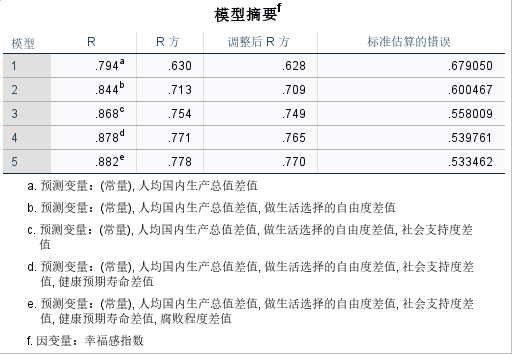 模型摘要f
模型 R R 方 调整后 R 方 标准估算的错误
1 .794a .630 .628 .679050
2 .844b .713 .709 .600467
3 .868c .754 .749 .558009
4 .878d .771 .765 .539761
5 .882e .778 .770 .533462
a. 预测变量：(常量), 人均国内生产总值差值
b. 预测变量：(常量), 人均国内生产总值差值, 做生活选择的自由度差值
c. 预测变量：(常量), 人均国内生产总值差值, 做生活选择的自由度差值, 社会支持度差
值
d. 预测变量：(常量), 人均国内生产总值差值, 做生活选择的自由度差值, 社会支持度差
值, 健康预期寿命差值
e. 预测变量：(常量), 人均国内生产总值差值, 做生活选择的自由度差值, 社会支持度差
值, 健康预期寿命差值, 腐败程度差值
f. 因变量：幸福感指数